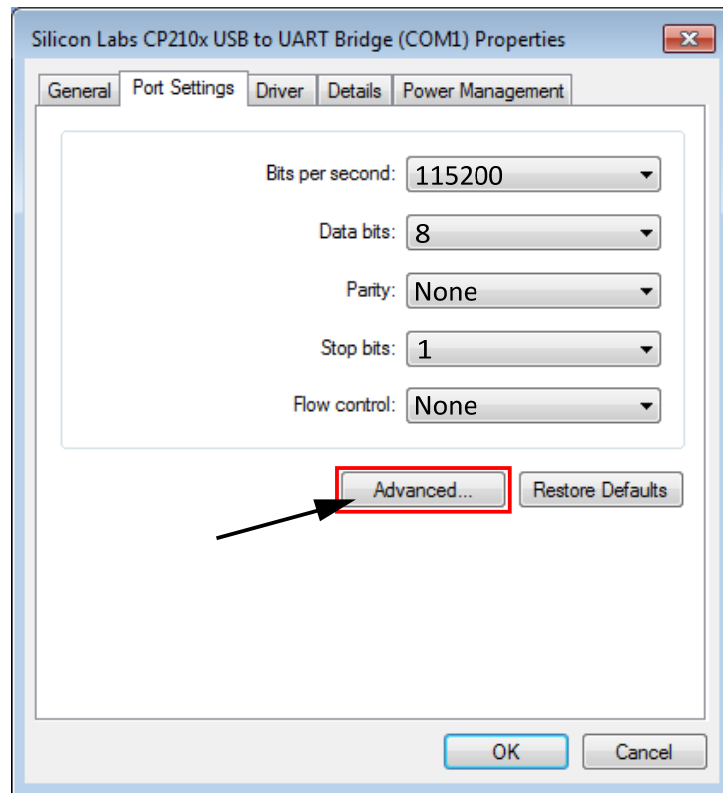 Silicon Labs CP210x USB to UART Bridge (COM1) Properties
General Port Settings Driver Details Power Management
Bits per second: 115200
Data bits: 8
Parity: None
Stop bits: 1
Flow control: None
Advanced... Restore Defaults
OK Cancel